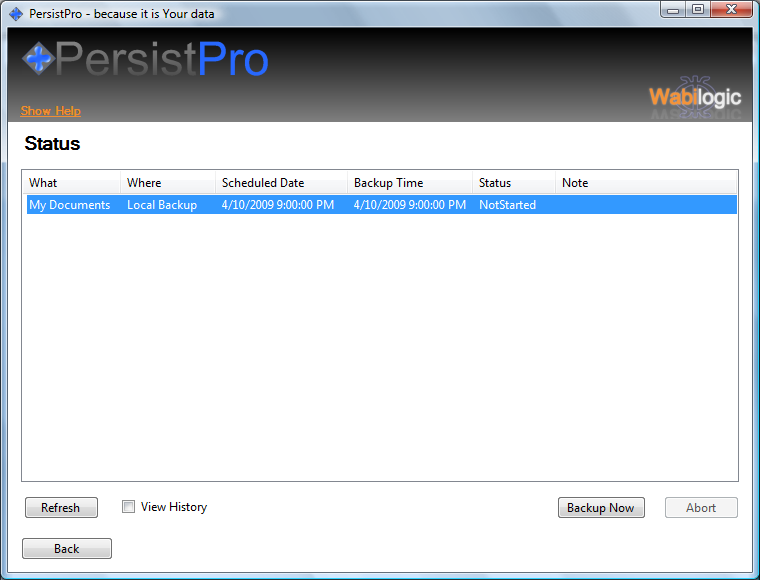 PersistPro - because it is Your data
PersistPro
Show Help
Wabilogic
Status
What Where Scheduled Date Backup Time Status Note
My Documents Local Backup 4/10/2009 9:00:00 PM 4/10/2009 9:00:00 PM NotStarted
Refresh View History Backup Now Abort
Back